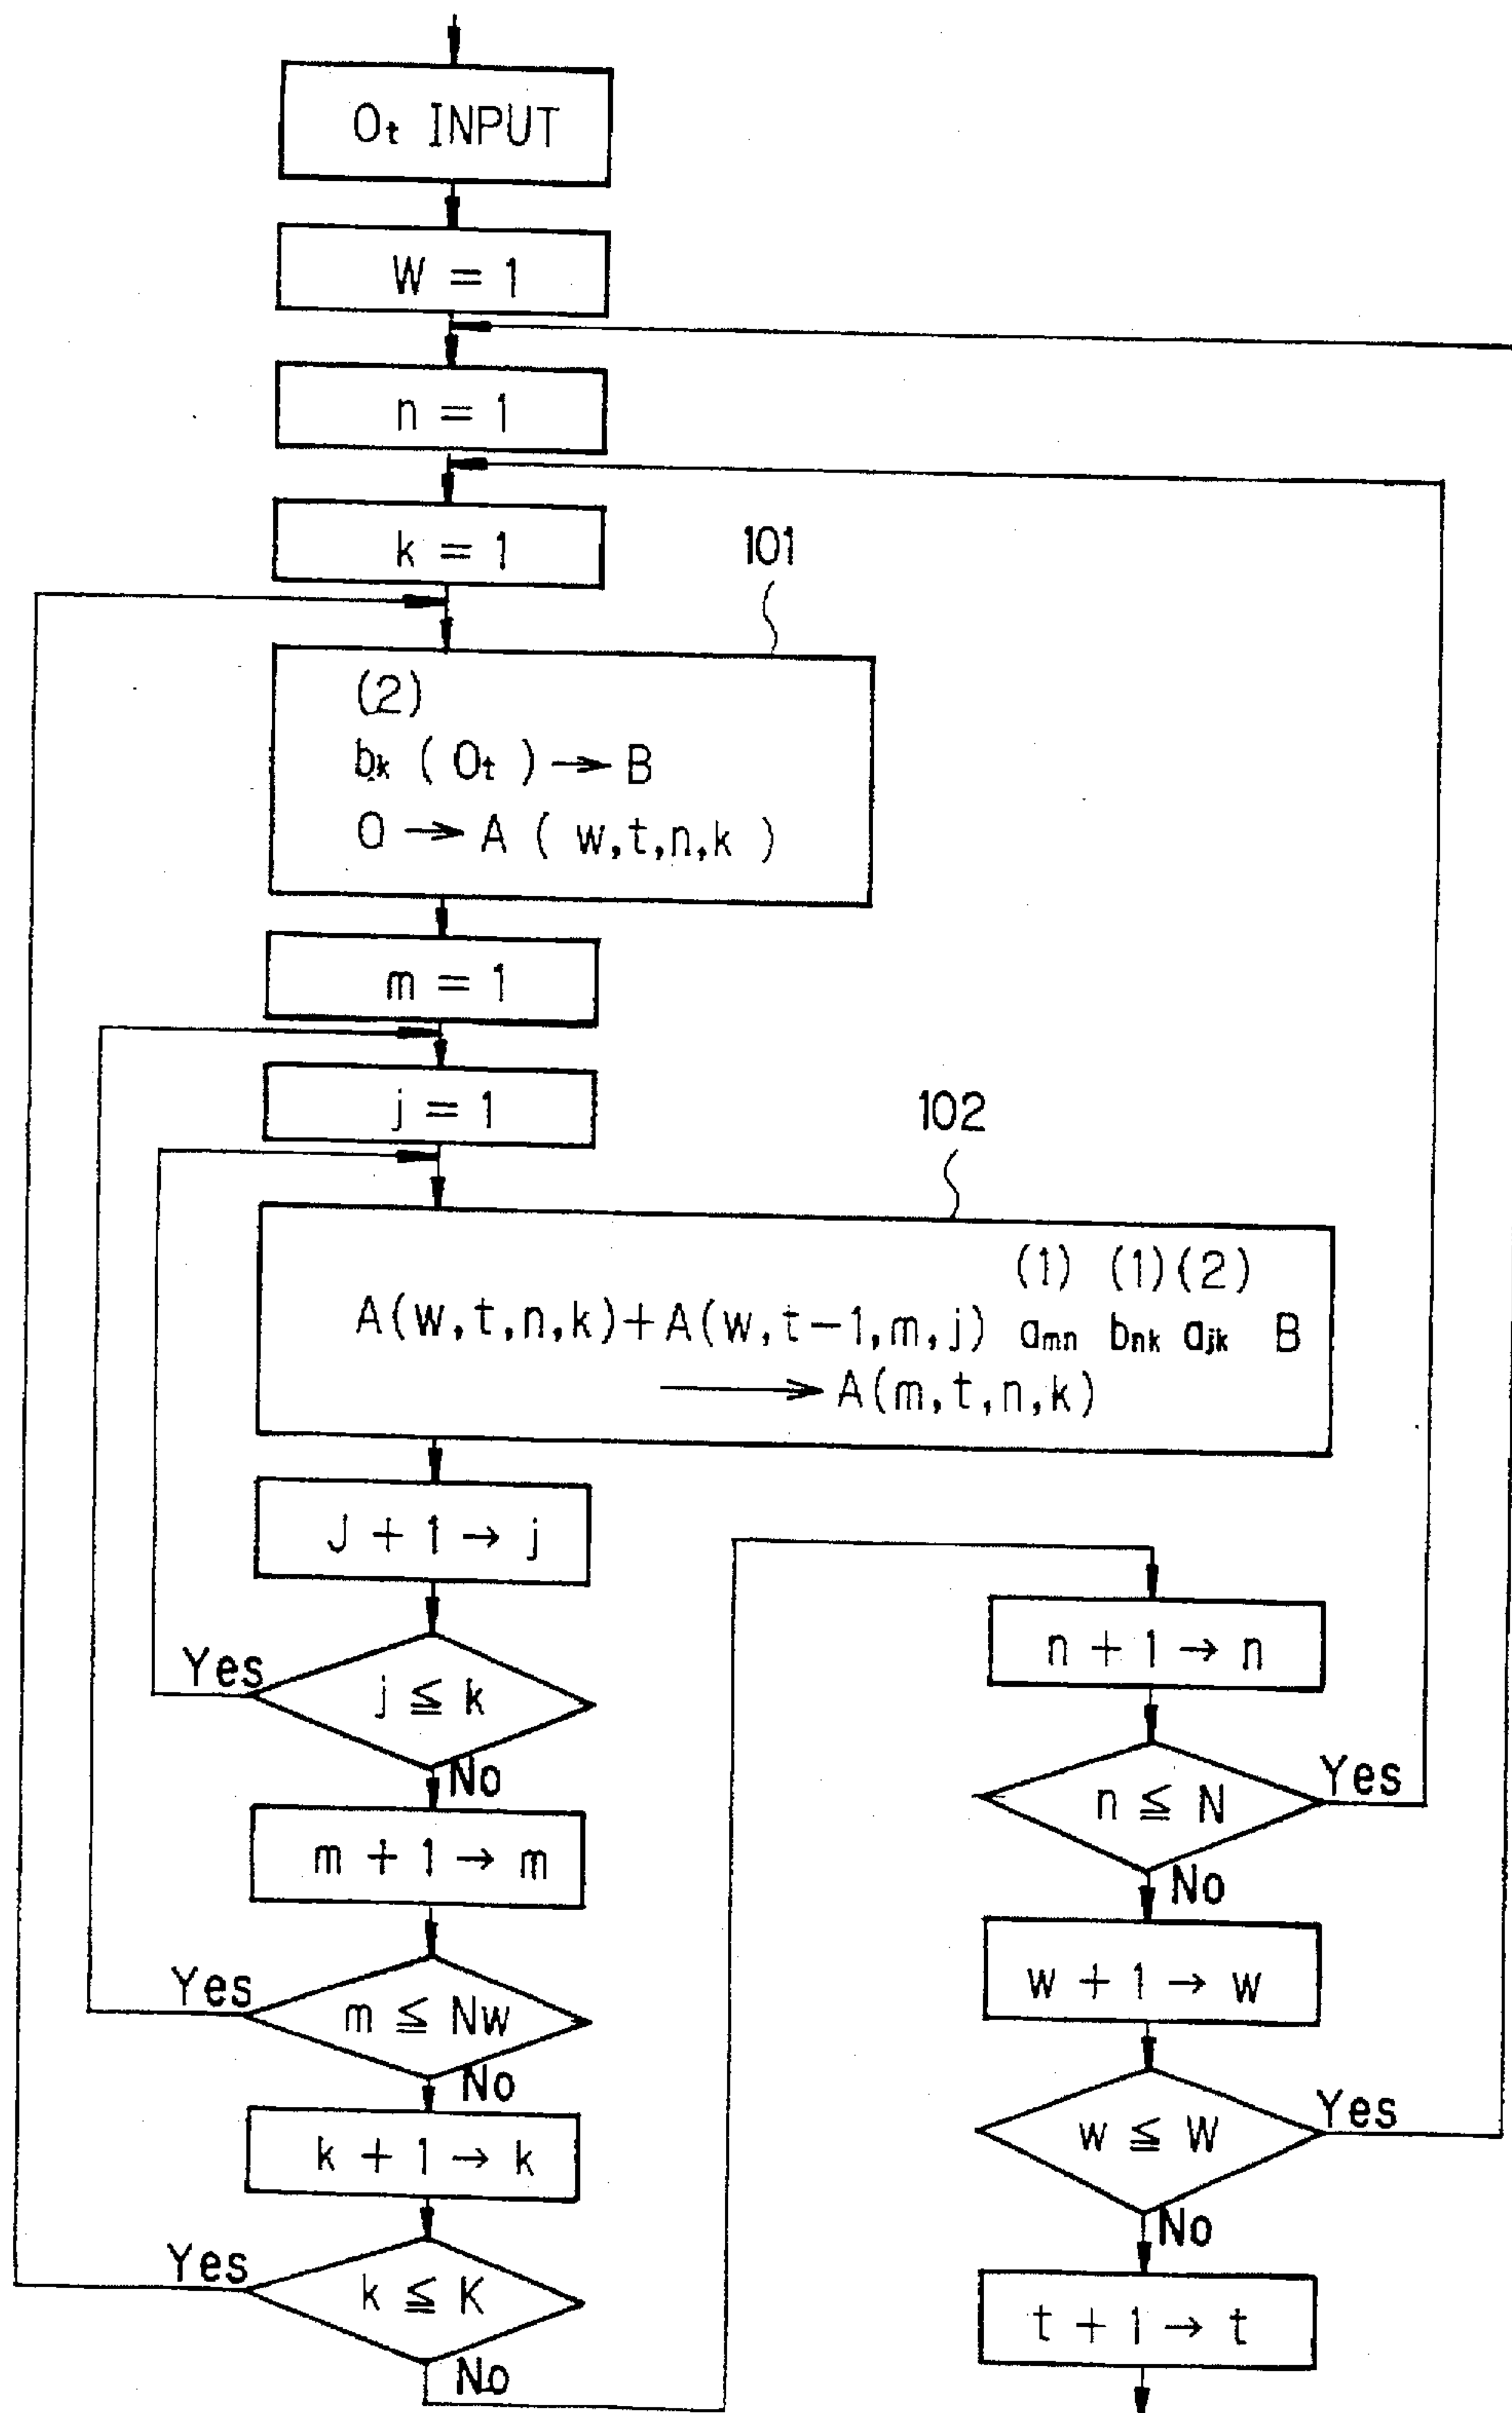 Ot INPUT
W = 1
n = 1
k = 1
101
(2)
bk ( Ot ) → B
0 → A ( w,t,n,k )
m = 1
j = 1
102
(1) (1)(2)
A(w,t,n,k)+A(w,t-1,m,j) amn bnk ajk B
→ A(m,t,n,k)
J + 1 → j
Yes
j ≦ k
No
m + 1 → m
Yes
m ≦ Nw
No
k + 1 → k
Yes
k ≦ K
No
n + 1 → n
n ≦ N
Yes
No
w + 1 → w
w ≦ W
Yes
No
t + 1 → t